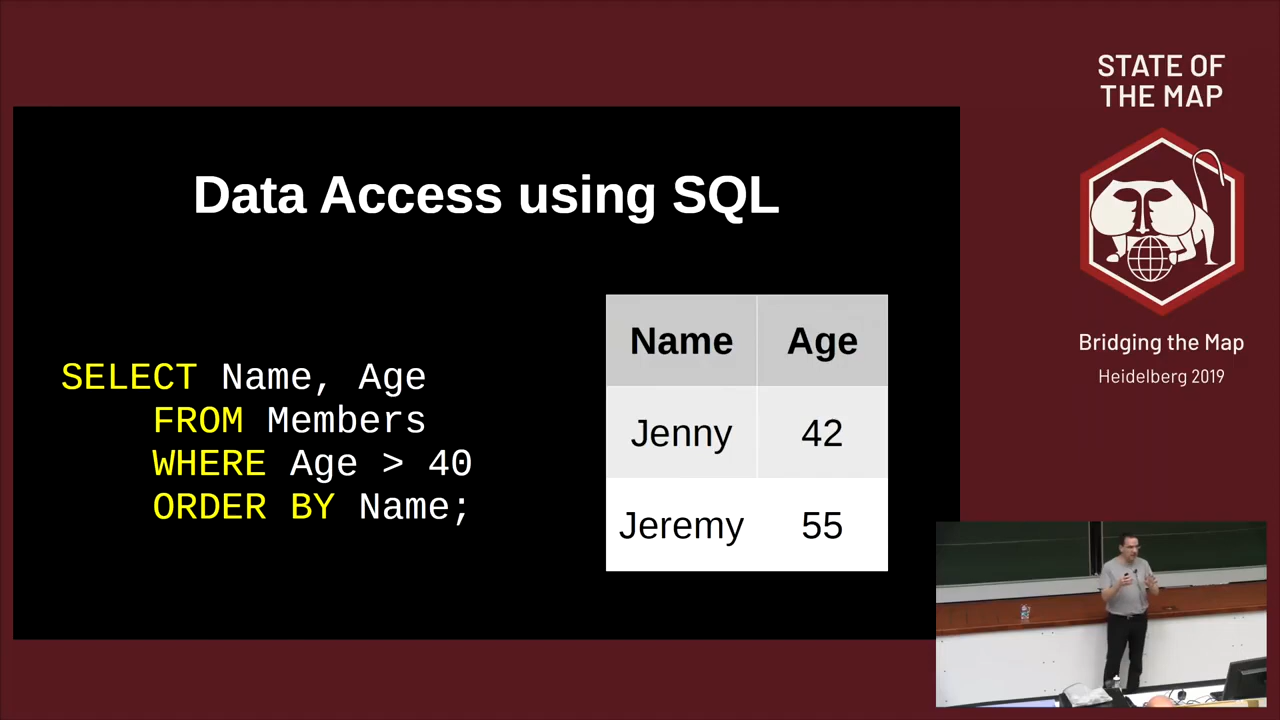 STATE OF
THE MAP
Bridging the Map
Heidelberg 2019
Data Access using SQL
SELECT Name, Age
FROM Members
WHERE Age > 40
ORDER BY Name;
Name Age
Jenny 42
Jeremy 55